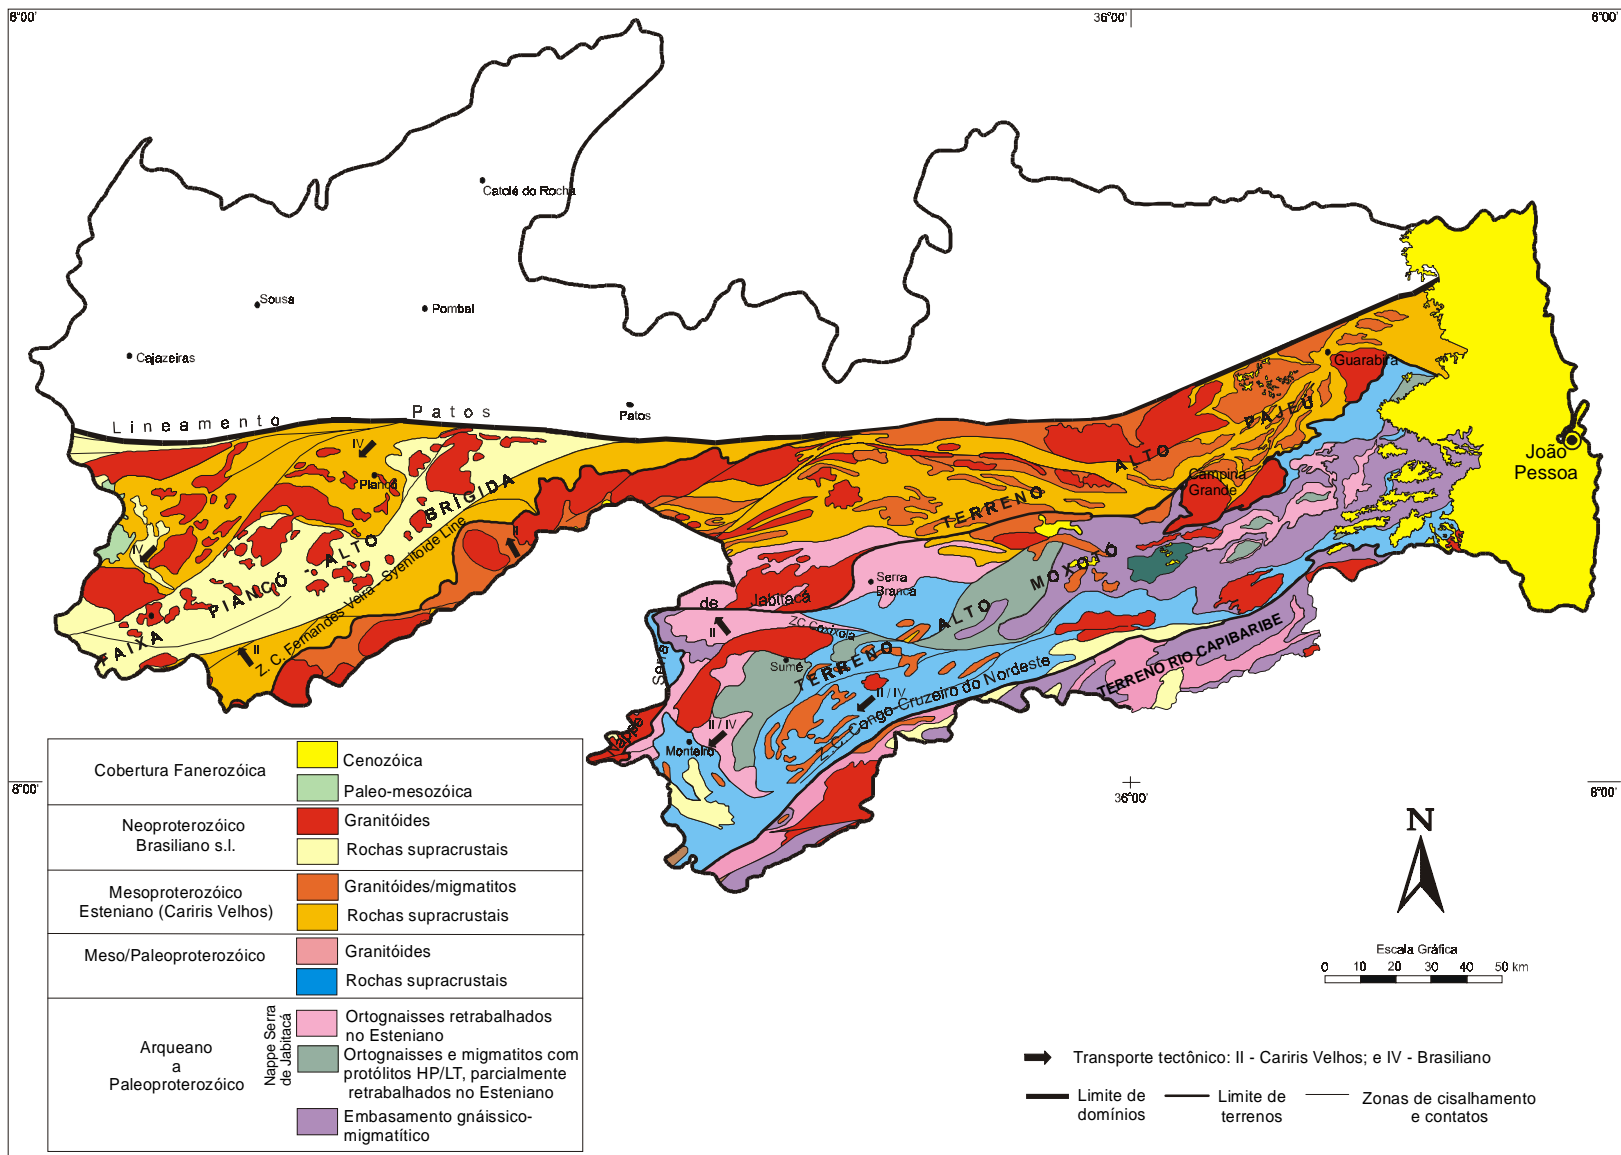 6°00'
36°00'
6°00'
Catolé do Rocha
Sousa
Pombal
Cajazeiras
Patos
Lineamento Patos
Guarabira
João
Pessoa
IV
Piancó
IV
FAIXA PIANCÓ - ALTO BRÍGIDA
Z. C. Fernandes Veira Syenitoide Line
II
II
TERRENO ALTO PAJEÚ
Campina
Grande
Serra
Branca
Nappe Serra de Jabitacá
II
ZC Coxixola
Sumé
TERRENO ALTO MOXOTÓ
II / IV
II / IV
Monteiro
Z. C. Congo-Cruzeiro do Nordeste
TERRENO RIO CAPIBARIBE
8°00'
36°00'
8°00'
Cobertura Fanerozóica
Cenozóica
Paleo-mesozóica
Neoproterozóico
Brasiliano s.l.
Granitóides
Rochas supracrustais
Mesoproterozóico
Esteniano (Cariris Velhos)
Granitóides/migmatitos
Rochas supracrustais
Meso/Paleoproterozóico
Granitóides
Rochas supracrustais
Arqueano
a
Paleoproterozóico
Nappe Serra
de Jabitacá
Ortognaisses retrabalhados
no Esteniano
Ortognaisses e migmatitos com
protólitos HP/LT, parcialmente
retrabalhados no Esteniano
Embasamento gnáissico-
migmatítico
N
Escala Gráfica
0 10 20 30 40 50 km
Transporte tectônico: II - Cariris Velhos; e IV - Brasiliano
Limite de
domínios
Limite de
terrenos
Zonas de cisalhamento
e contatos